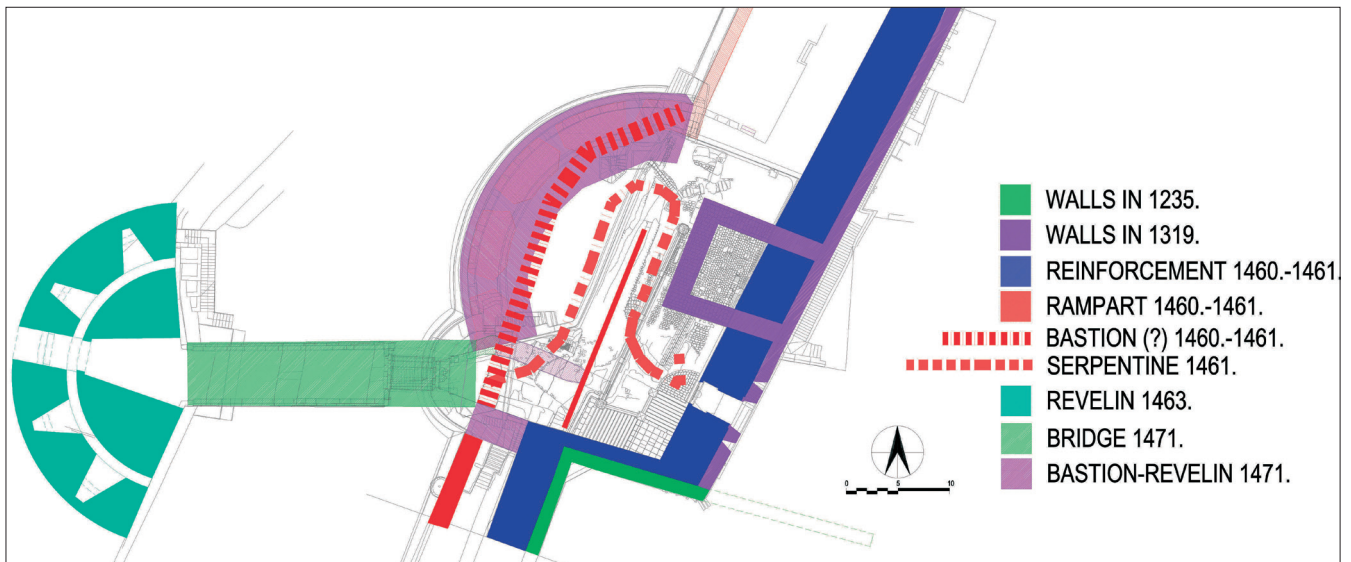 WALLS IN 1235.
WALLS IN 1319.
REINFORCEMENT 1460.-1461.
RAMPART 1460.-1461.
BASTION (?) 1460.-1461.
SERPENTINE 1461.
REVELIN 1463.
BRIDGE 1471.
BASTION-REVELIN 1471.
0 5 10